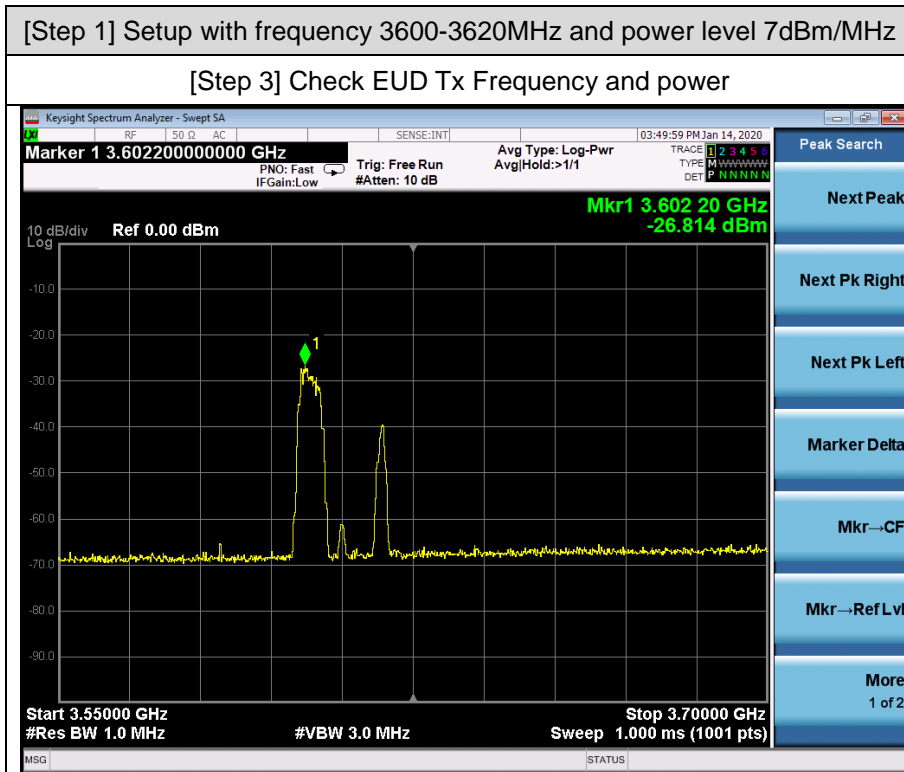 [Step 1] Setup with frequency 3600-3620MHz and power level 7dBm/MHz
[Step 3] Check EUD Tx Frequency and power
Keysight Spectrum Analyzer - Swept SA
LXI RF 50 Ω AC SENSE:INT 03:49:59 PM Jan 14, 2020
Marker 1 3.602200000000 GHz
PNO: Fast
IFGain:Low
Trig: Free Run
#Atten: 10 dB
Avg Type: Log-Pwr
Avg|Hold:>1/1
TRACE 1 2 3 4 5 6
TYPE M WWWWW
DET P N N N N N
Mkr1 3.602 20 GHz
-26.814 dBm
10 dB/div Ref 0.00 dBm
Log
1
-10.0
-20.0
-30.0
-40.0
-50.0
-60.0
-70.0
-80.0
-90.0
Start 3.55000 GHz Stop 3.70000 GHz
#Res BW 1.0 MHz #VBW 3.0 MHz Sweep 1.000 ms (1001 pts)
MSG STATUS
Peak Search
Next Peak
Next Pk Right
Next Pk Left
Marker Delta
Mkr→CF
Mkr→Ref Lvl
More
1 of 2